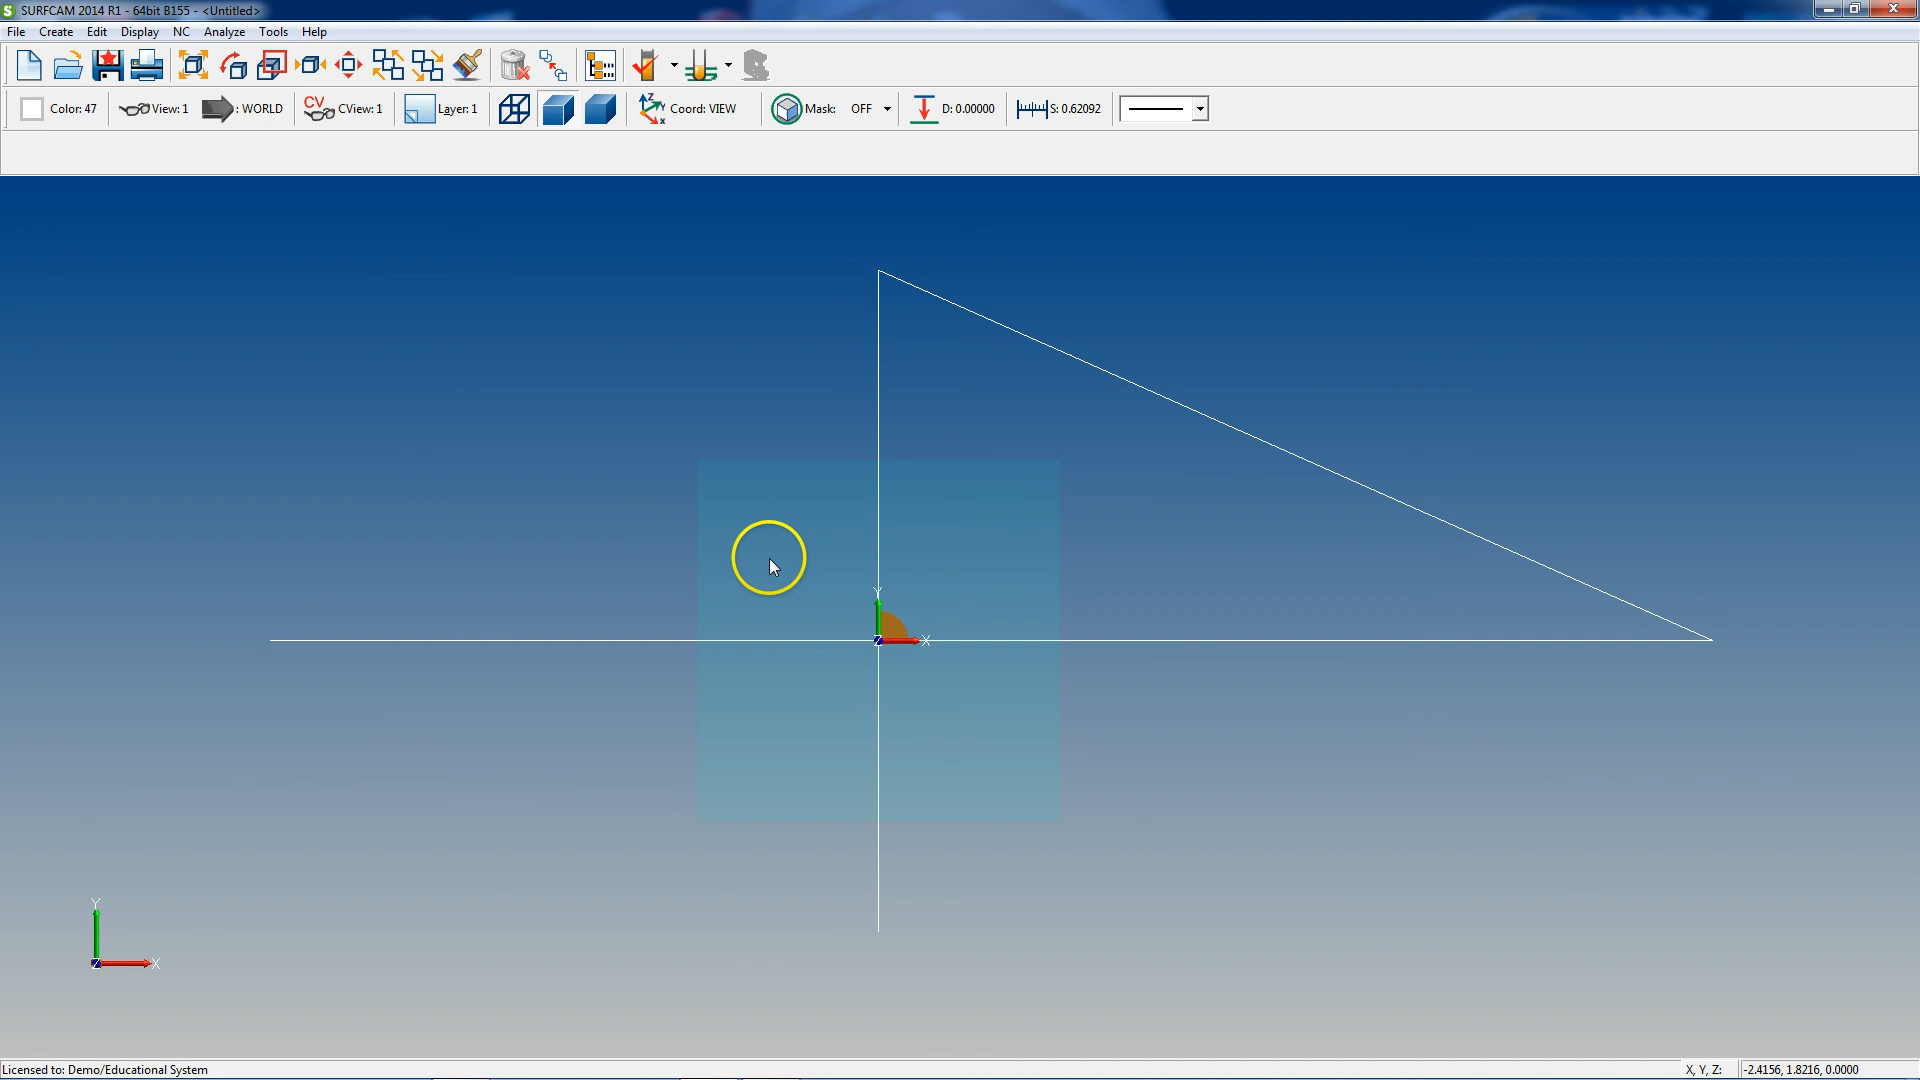 SURFCAM 2014 R1 - 64bit B155 - <Untitled>
File Create Edit Display NC Analyze Tools Help
Color: 47 View: 1 : WORLD CV CView: 1 Layer: 1 Z Y X Coord: VIEW Mask: OFF D: 0.00000 S: 0.62092
Y
Z X
Y
Z X
Licensed to: Demo/Educational System X, Y, Z: -2.4156, 1.8216, 0.0000